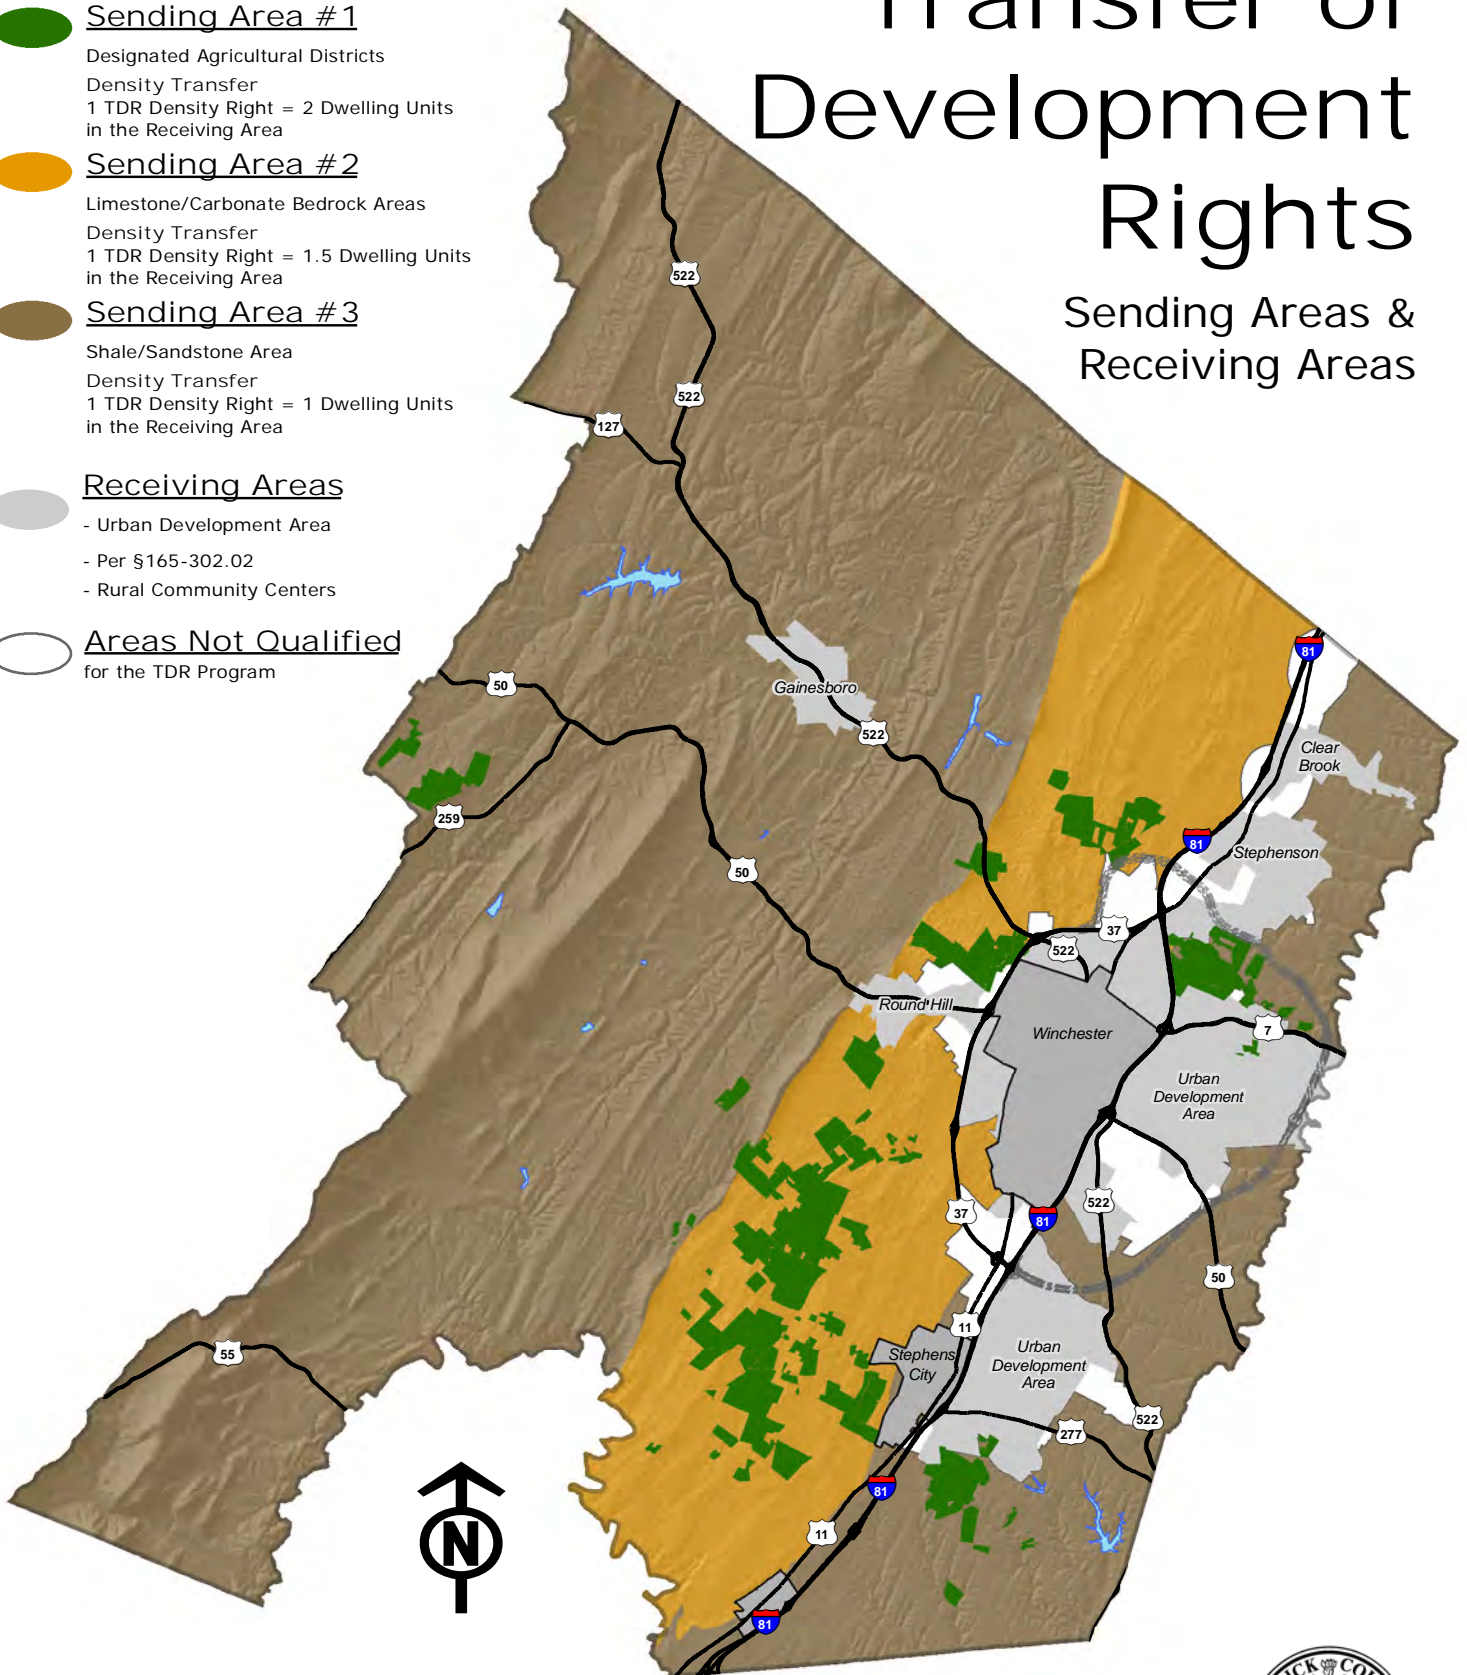 Transfer of
Development
Rights
Sending Areas &
Receiving Areas
Sending Area #1
Designated Agricultural Districts
Density Transfer
1 TDR Density Right = 2 Dwelling Units
in the Receiving Area
Sending Area #2
Limestone/Carbonate Bedrock Areas
Density Transfer
1 TDR Density Right = 1.5 Dwelling Units
in the Receiving Area
Sending Area #3
Shale/Sandstone Area
Density Transfer
1 TDR Density Right = 1 Dwelling Units
in the Receiving Area
Receiving Areas
- Urban Development Area
- Per §165-302.02
- Rural Community Centers
Areas Not Qualified
for the TDR Program
522
522
127
81
50
Gainesboro
522
Clear
Brook
259
81
Stephenson
50
37
522
Round Hill
Winchester
7
Urban
Development
Area
522
37
81
50
11
55
Stephens
City
Urban
Development
Area
522
277
81
11
N
81